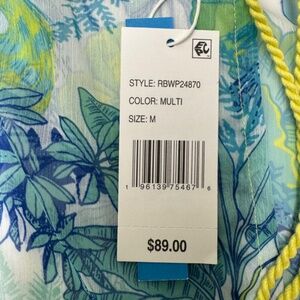 STYLE: RBWP24870
COLOR: MULTI
SIZE: M
1 96139 75467 6
$89.00